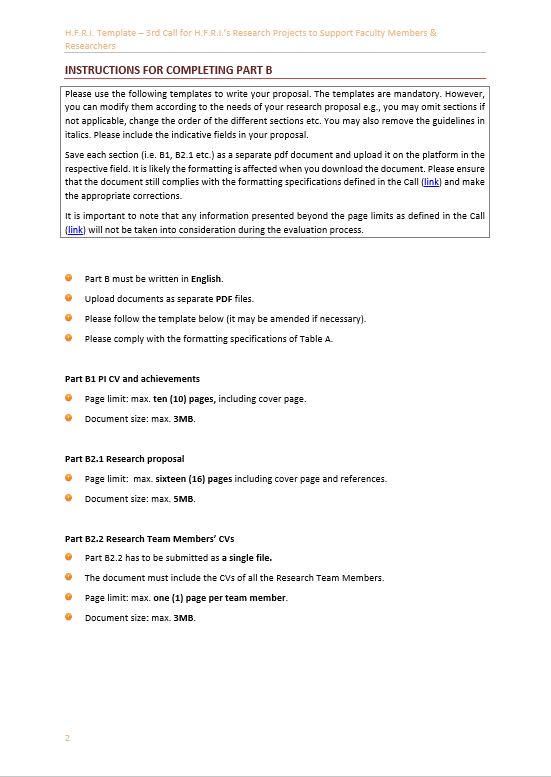 H.F.R.I. Template – 3rd Call for H.F.R.I.'s Research Projects to Support Faculty Members &
Researchers
INSTRUCTIONS FOR COMPLETING PART B
Please use the following templates to write your proposal. The templates are mandatory. However,
you can modify them according to the needs of your research proposal e.g., you may omit sections if
not applicable, change the order of the different sections etc. You may also remove the guidelines in
italics. Please include the indicative fields in your proposal.
Save each section (i.e. B1, B2.1 etc.) as a separate pdf document and upload it on the platform in the
respective field. It is likely the formatting is affected when you download the document. Please ensure
that the document still complies with the formatting specifications defined in the Call (link) and make
the appropriate corrections.
It is important to note that any information presented beyond the page limits as defined in the Call
(link) will not be taken into consideration during the evaluation process.
Part B must be written in English.
Upload documents as separate PDF files.
Please follow the template below (it may be amended if necessary).
Please comply with the formatting specifications of Table A.
Part B1 PI CV and achievements
Page limit: max. ten (10) pages, including cover page.
Document size: max. 3MB.
Part B2.1 Research proposal
Page limit: max. sixteen (16) pages including cover page and references.
Document size: max. 5MB.
Part B2.2 Research Team Members' CVs
Part B2.2 has to be submitted as a single file.
The document must include the CVs of all the Research Team Members.
Page limit: max. one (1) page per team member.
Document size: max. 3MB.
2